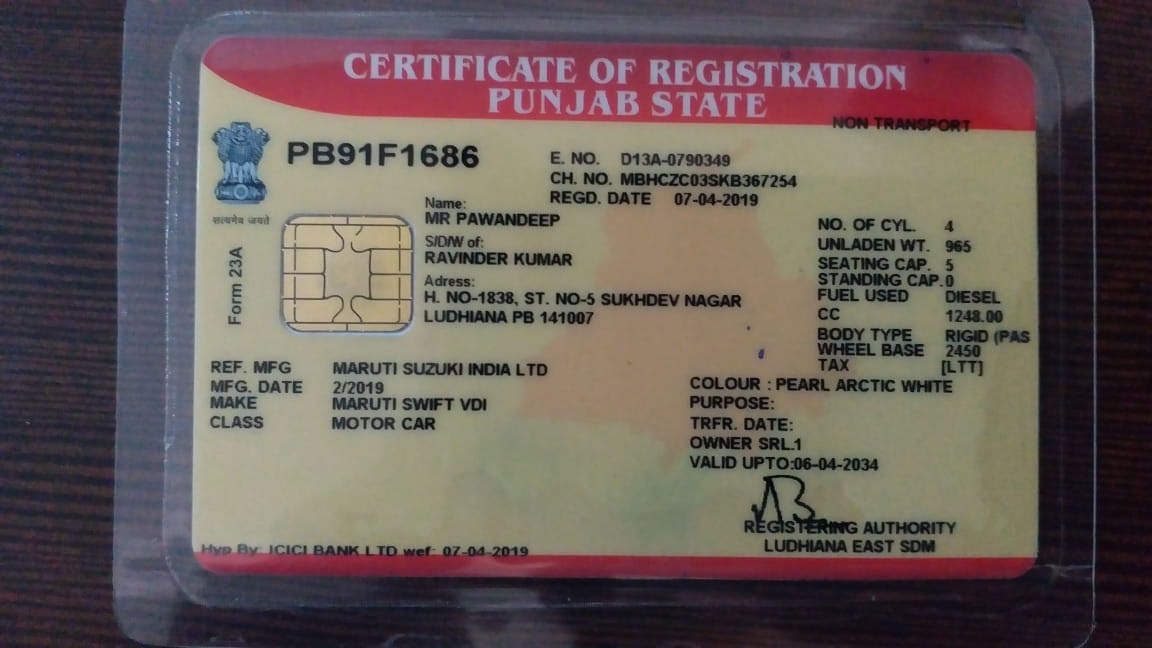 CERTIFICATE OF REGISTRATION
PUNJAB STATE
NON TRANSPORT
PB91F1686
E. NO. D13A-0790349
CH. NO. MBHCZC03SKB367254
REGD. DATE 07-04-2019
सत्यमेव जयते
Form 23A
Name:
MR PAWANDEEP
S/D/W of:
RAVINDER KUMAR
Adress:
H. NO-1838, ST. NO-5 SUKHDEV NAGAR
LUDHIANA PB 141007
NO. OF CYL. 4
UNLADEN WT. 965
SEATING CAP. 5
STANDING CAP. 0
FUEL USED DIESEL
CC 1248.00
BODY TYPE RIGID (PAS
WHEEL BASE 2450
TAX [LTT]
REF. MFG MARUTI SUZUKI INDIA LTD
MFG. DATE 2/2019
MAKE MARUTI SWIFT VDI
CLASS MOTOR CAR
COLOUR : PEARL ARCTIC WHITE
PURPOSE:
TRFR. DATE:
OWNER SRL.1
VALID UPTO:06-04-2034
REGISTERING AUTHORITY
LUDHIANA EAST SDM
Hyp By: ICICI BANK LTD wef: 07-04-2019